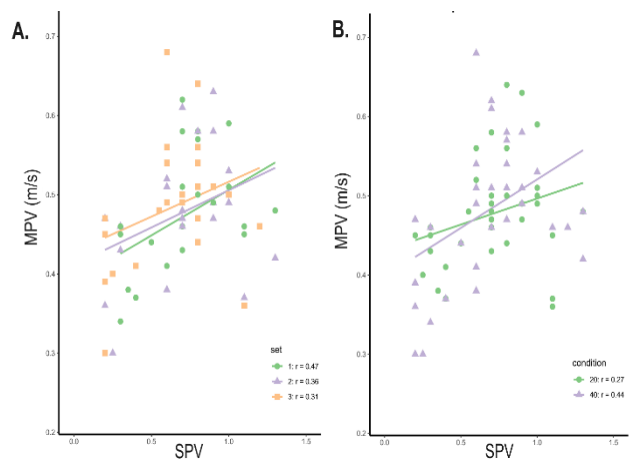 A.
B.
MPV (m/s)
0.7
0.6
0.5
0.4
0.3
0.2
0.0
0.5
1.0
1.5
SPV
set
1: r = 0.47
2: r = 0.36
3: r = 0.31
MPV (m/s)
0.7
0.6
0.5
0.4
0.3
0.2
0.0
0.5
1.0
1.5
SPV
condition
20: r = 0.27
40: r = 0.44